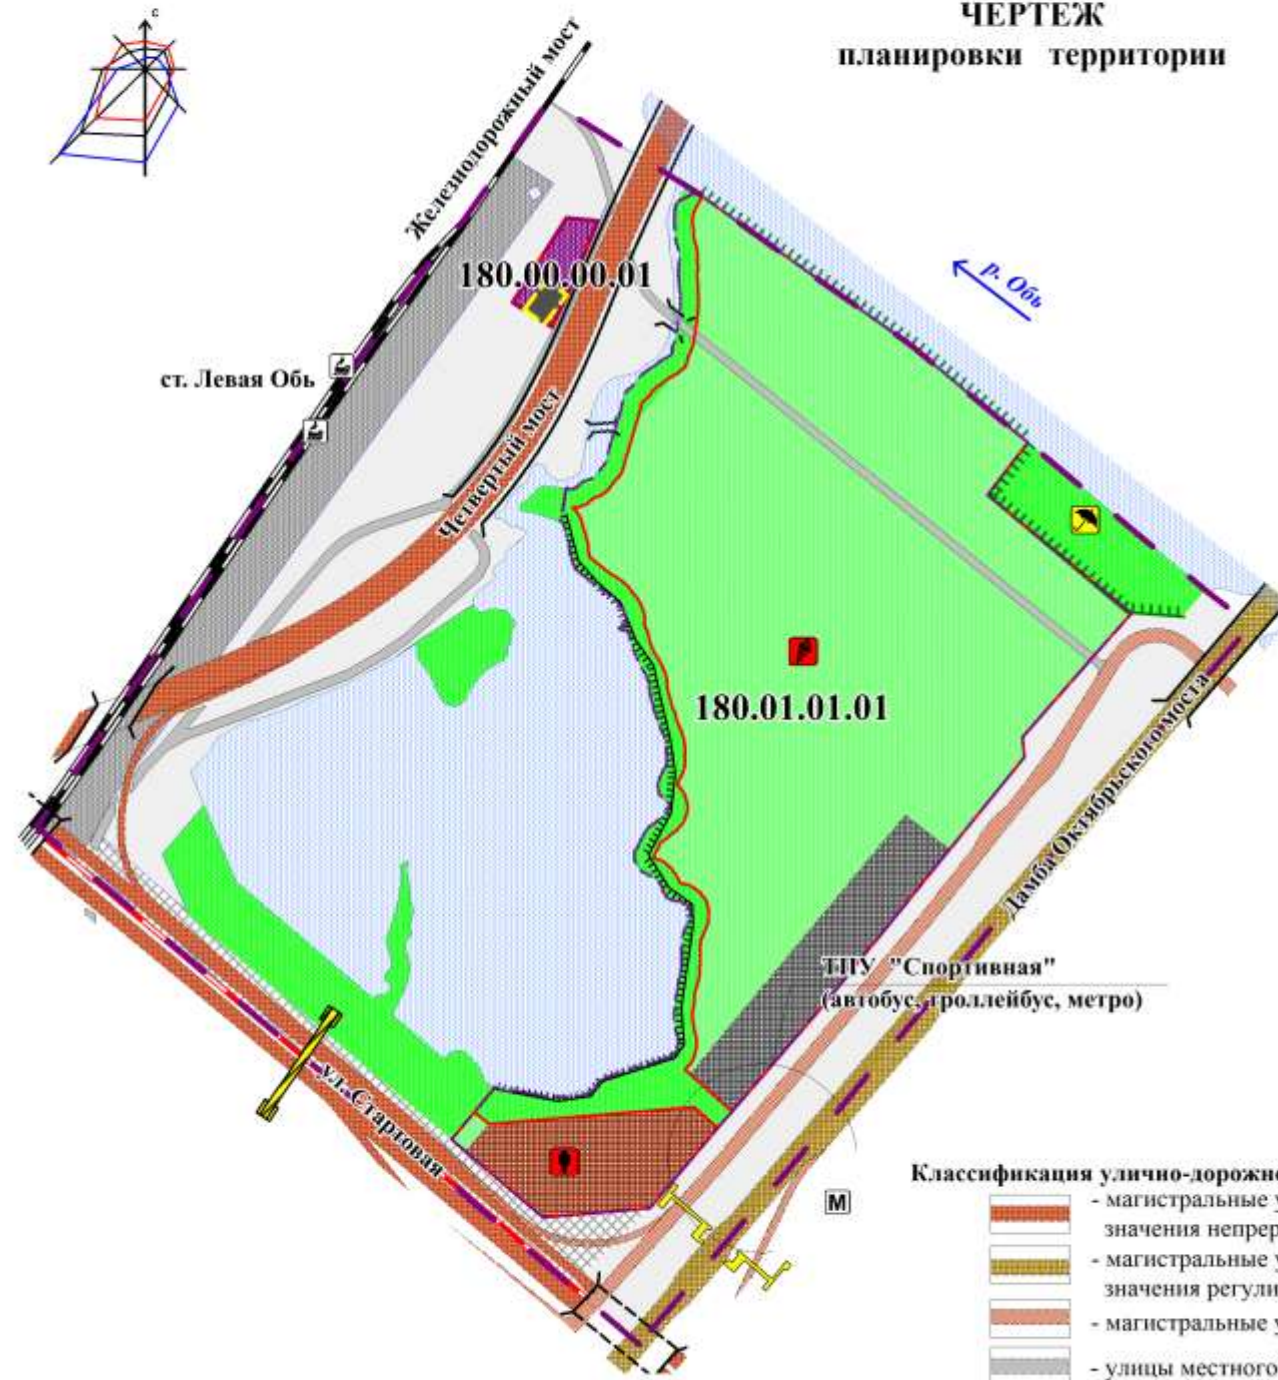 ЧЕРТЕЖ
планировки территории
с
Железнодорожный мост
180.00.00.01
р. Обь
ст. Левая Обь
Четвертый мост
180.01.01.01
Дамба Октябрьского моста
ТПУ "Спортивная"
(автобус, троллейбус, метро)
ул. Стартовая
М
Классификация улично-дорожно
- магистральные у
значения непрер
- магистральные у
значения регули
- магистральные у
- улицы местного